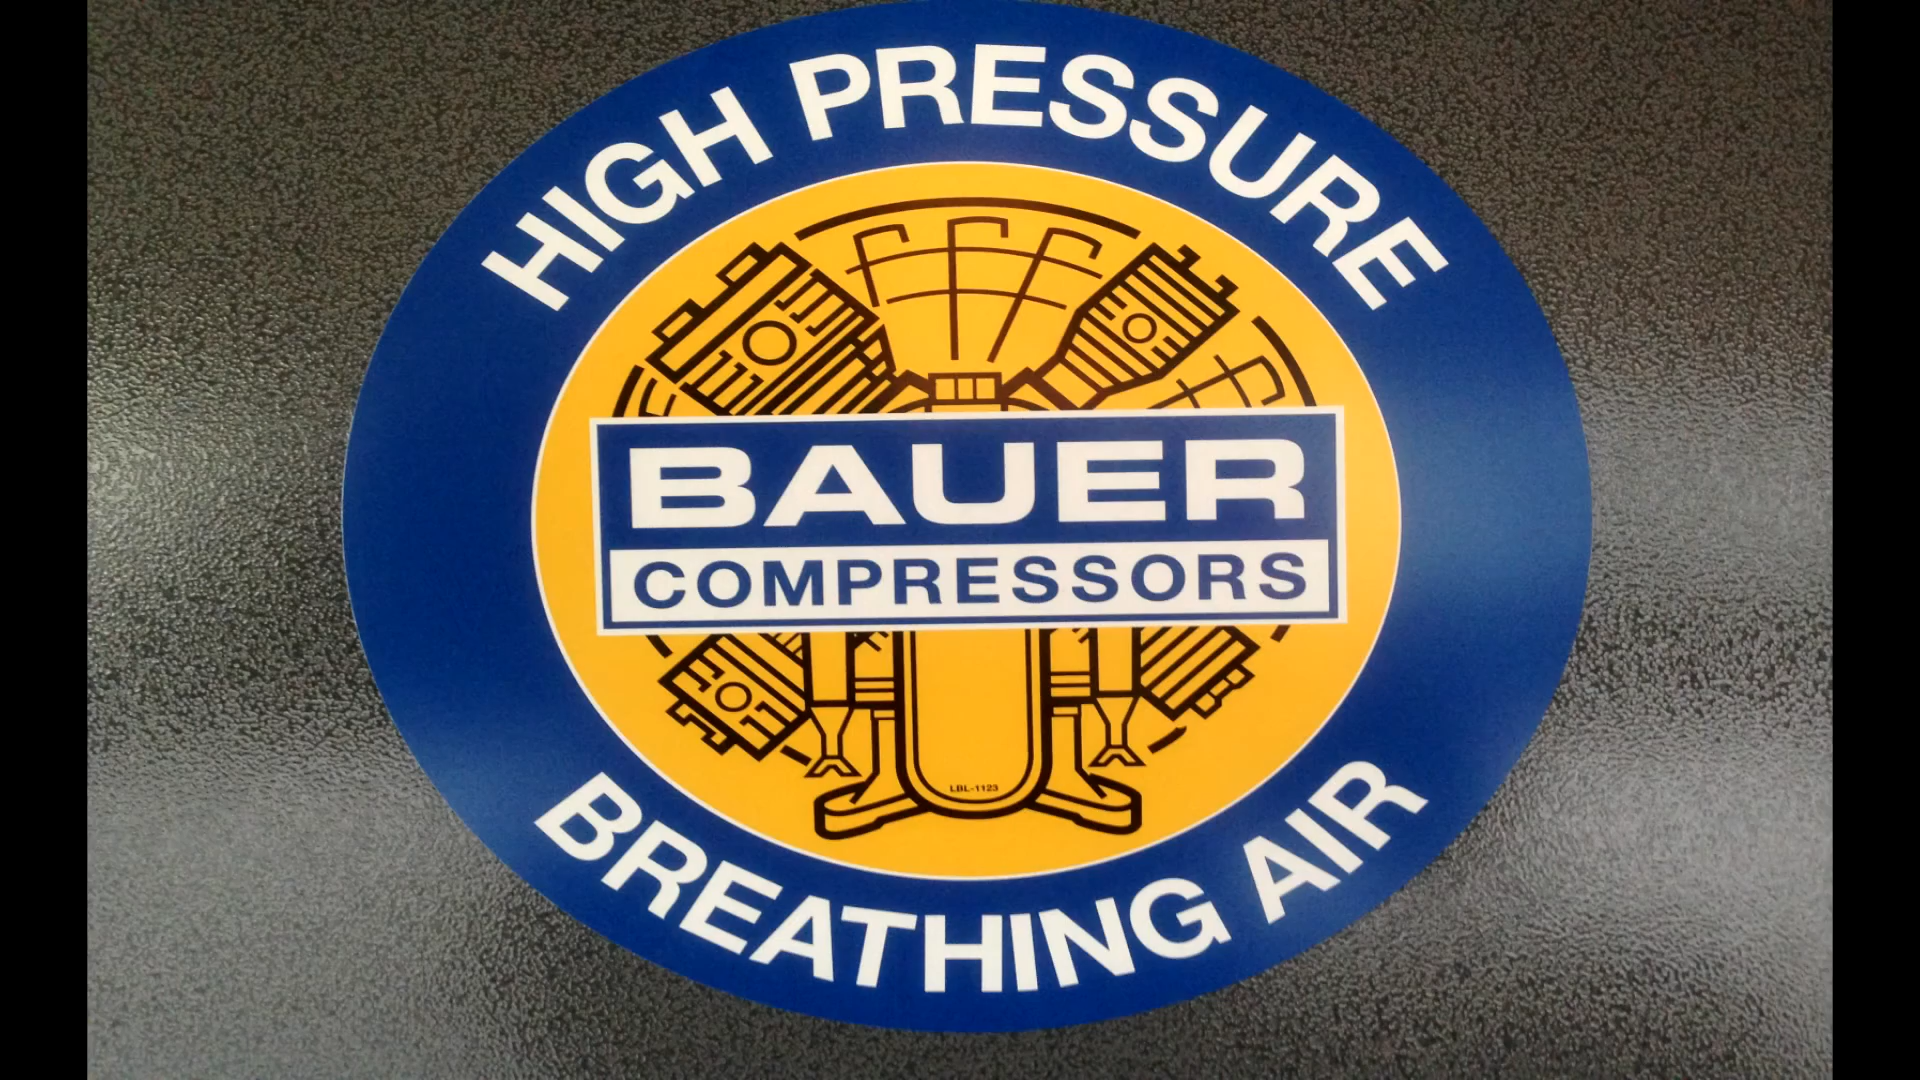 HIGH PRESSURE
BAUER
COMPRESSORS
LBL-1123
BREATHING AIR